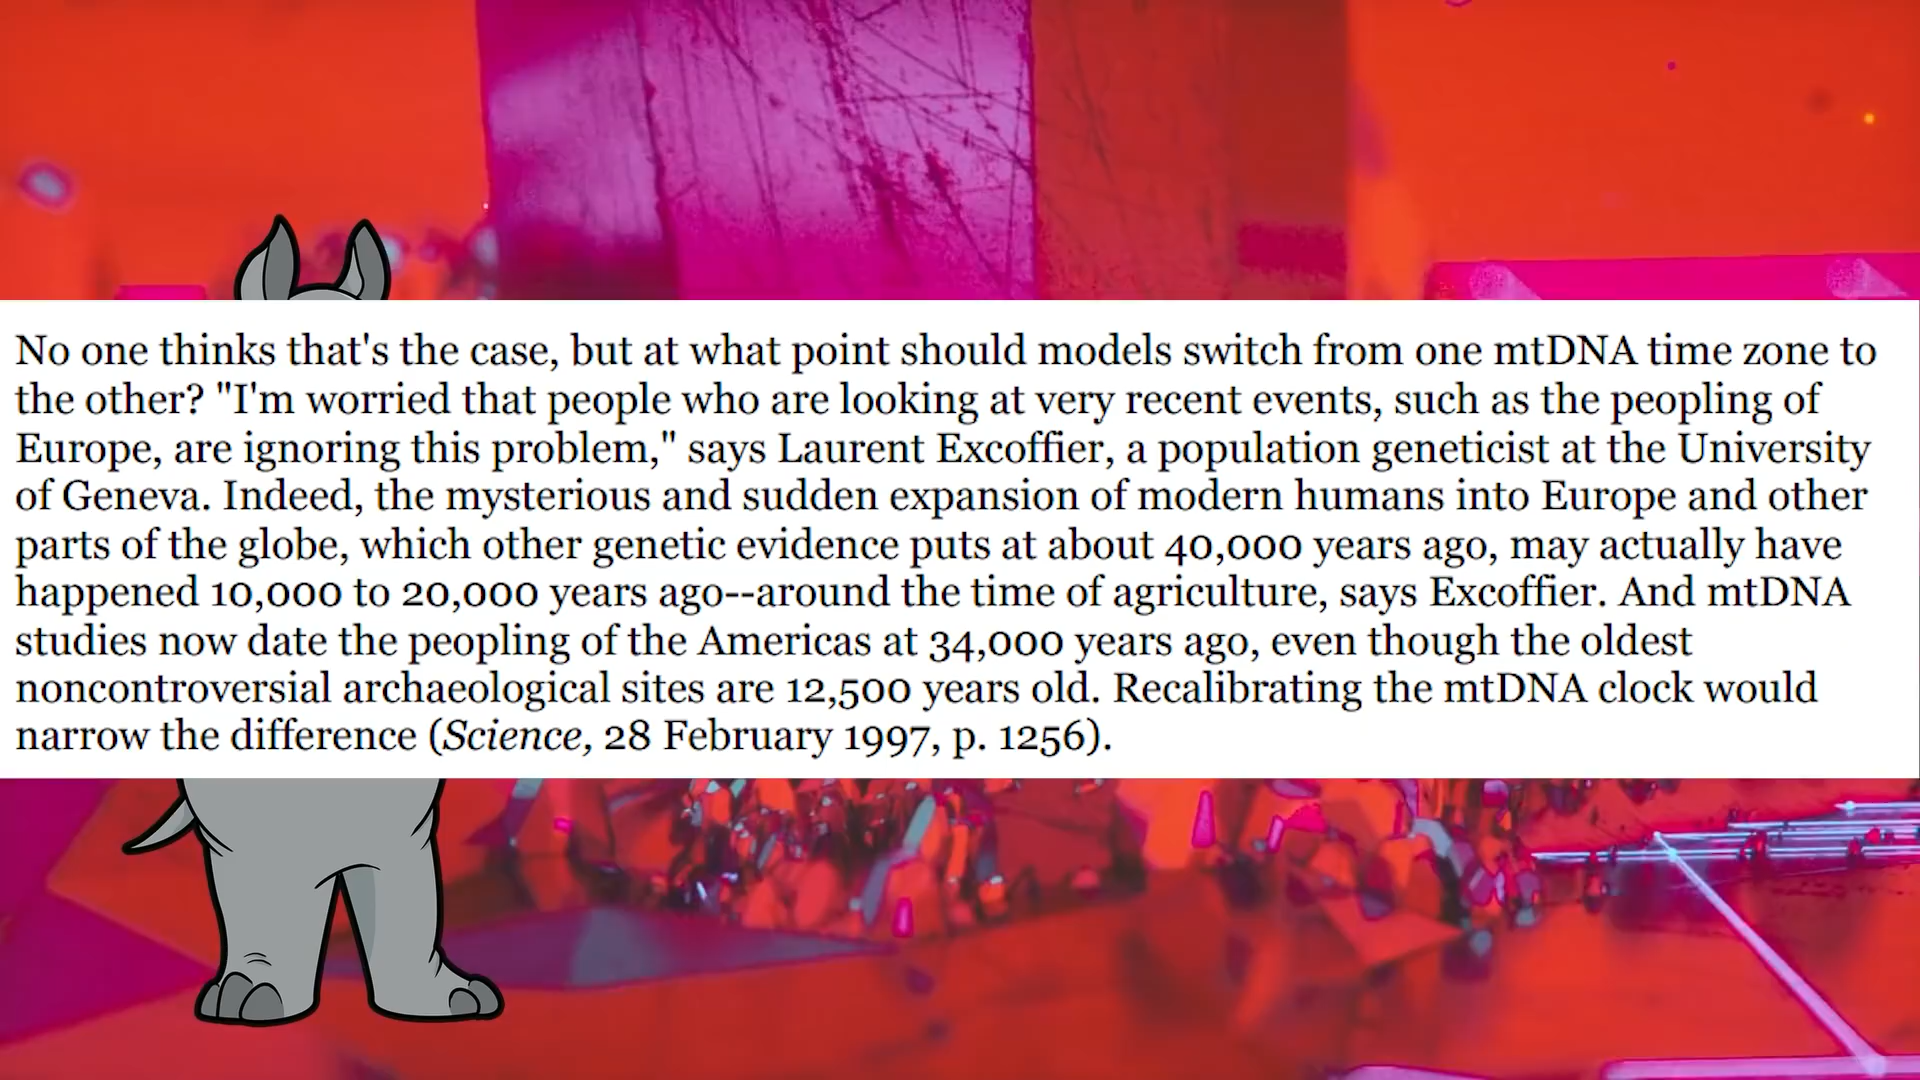 No one thinks that's the case, but at what point should models switch from one mtDNA time zone to
the other? "I'm worried that people who are looking at very recent events, such as the peopling of
Europe, are ignoring this problem," says Laurent Excoffier, a population geneticist at the University
of Geneva. Indeed, the mysterious and sudden expansion of modern humans into Europe and other
parts of the globe, which other genetic evidence puts at about 40,000 years ago, may actually have
happened 10,000 to 20,000 years ago--around the time of agriculture, says Excoffier. And mtDNA
studies now date the peopling of the Americas at 34,000 years ago, even though the oldest
noncontroversial archaeological sites are 12,500 years old. Recalibrating the mtDNA clock would
narrow the difference (Science, 28 February 1997, p. 1256).